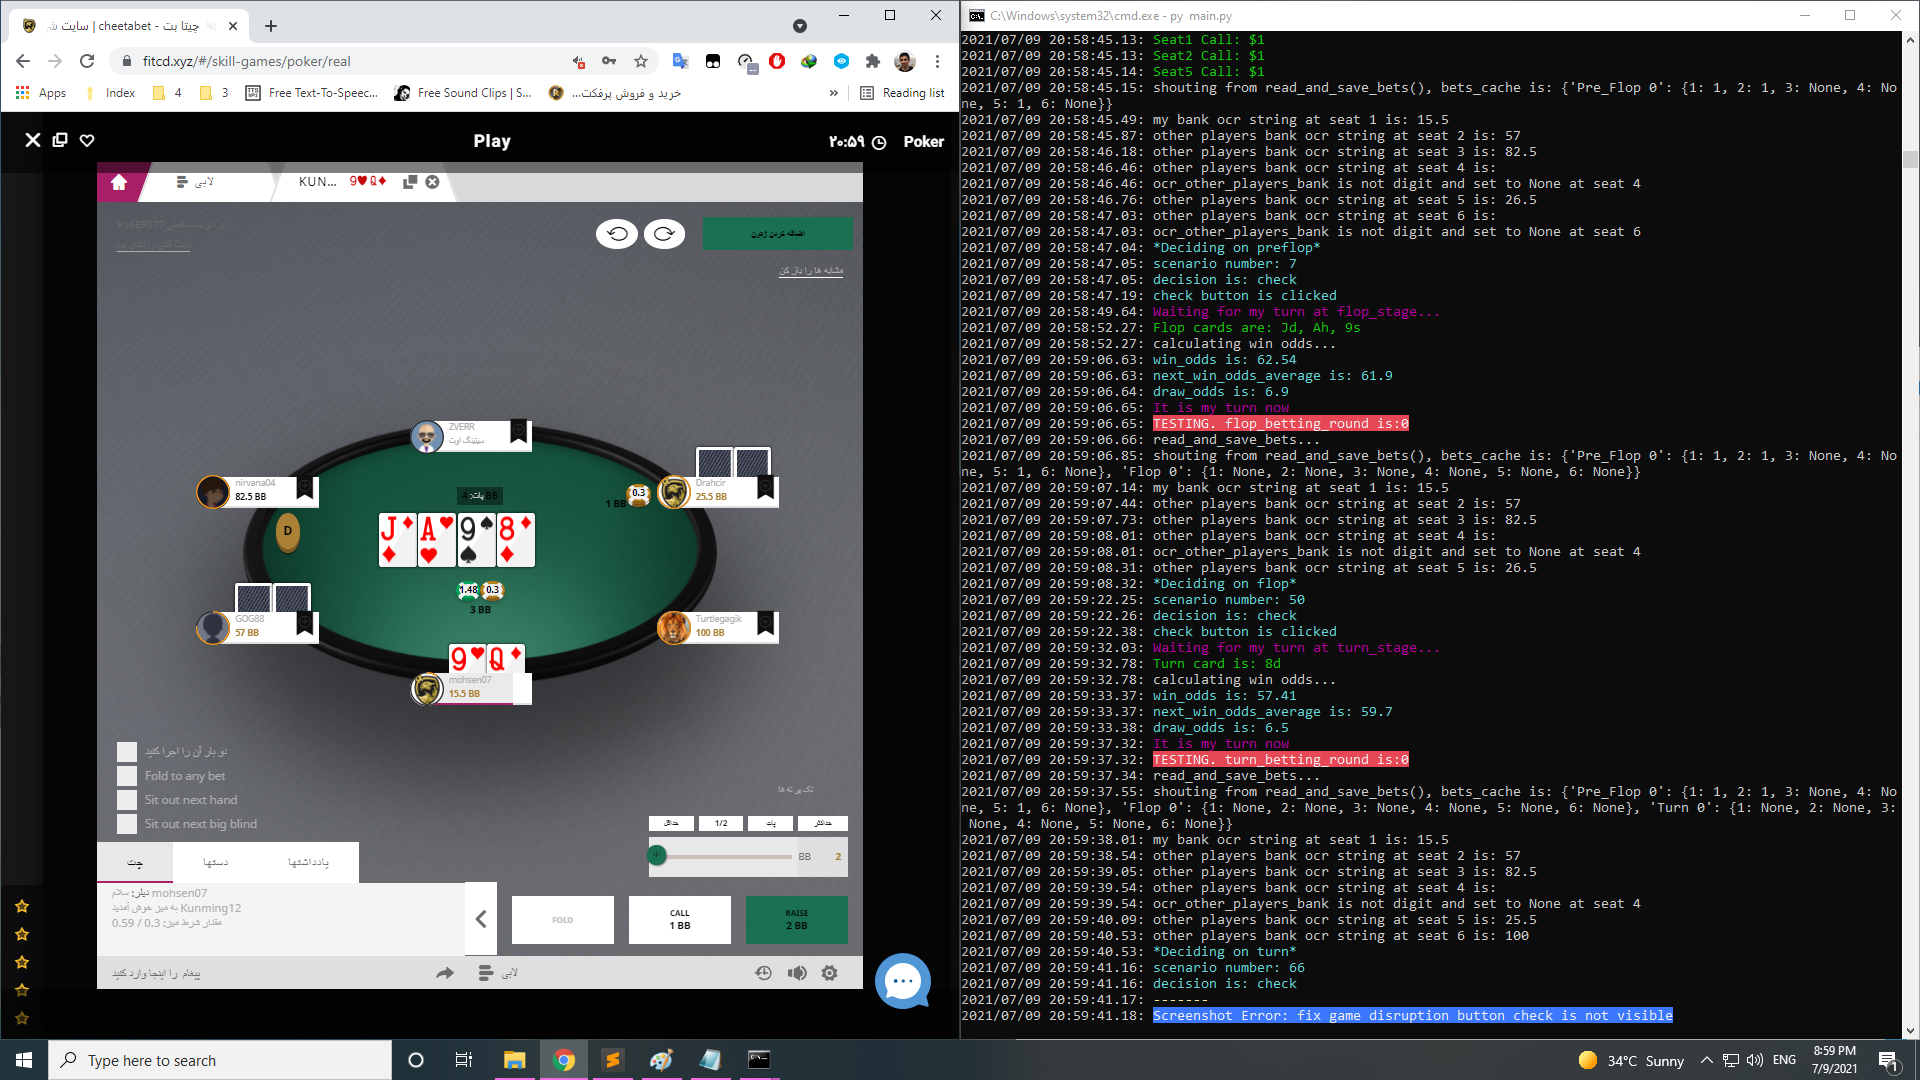 چیتا بت - cheetabet | سایت
fitcd.xyz/#/skill-games/poker/real
Apps
Index
4
3
Free Text-To-Speec...
Free Sound Clips | S...
خرید و فروش پرفکت...
»
Reading list
Play
۲۰:۵۹
Poker
لابی
KUN... 9♥Q♦
91669077
اضافه کردن ژتون
مشابه ها را باز کن
ZVERR
سیتینگ اوت
nirvana04
82.5 BB
Drahcir
25.5 BB
0.3
1 BB
پات: 4 BB
D
J♦ A♥ 9♠ 8♦
1.48 0.3
3 BB
GOG88
57 BB
Turtlegagik
100 BB
9♥ Q♦
mohsen07
15.5 BB
دو بار آن را اجرا کنید
Fold to any bet
Sit out next hand
Sit out next big blind
تک پر ته ها
حداقل
1/2
پات
حداکثر
BB 2
چت
دستها
یادداشتها
دیلر: سلام mohsen07
به میز خوش آمدید Kunming12
مقدار شرط میز: 0.3 / 0.59
FOLD
CALL
1 BB
RAISE
2 BB
پیغام را اینجا وارد کنید
لابی
C:\Windows\system32\cmd.exe - py main.py
2021/07/09 20:58:45.13: Seat1 Call: $1
2021/07/09 20:58:45.13: Seat2 Call: $1
2021/07/09 20:58:45.14: Seat5 Call: $1
2021/07/09 20:58:45.15: shouting from read_and_save_bets(), bets_cache is: {'Pre_Flop 0': {1: 1, 2: 1, 3: None, 4: No
ne, 5: 1, 6: None}}
2021/07/09 20:58:45.49: my bank ocr string at seat 1 is: 15.5
2021/07/09 20:58:45.87: other players bank ocr string at seat 2 is: 57
2021/07/09 20:58:46.18: other players bank ocr string at seat 3 is: 82.5
2021/07/09 20:58:46.46: other players bank ocr string at seat 4 is:
2021/07/09 20:58:46.46: ocr_other_players_bank is not digit and set to None at seat 4
2021/07/09 20:58:46.76: other players bank ocr string at seat 5 is: 26.5
2021/07/09 20:58:47.03: other players bank ocr string at seat 6 is:
2021/07/09 20:58:47.03: ocr_other_players_bank is not digit and set to None at seat 6
2021/07/09 20:58:47.04: *Deciding on preflop*
2021/07/09 20:58:47.05: scenario number: 7
2021/07/09 20:58:47.05: decision is: check
2021/07/09 20:58:47.19: check button is clicked
2021/07/09 20:58:49.64: Waiting for my turn at flop_stage...
2021/07/09 20:58:52.27: Flop cards are: Jd, Ah, 9s
2021/07/09 20:58:52.27: calculating win odds...
2021/07/09 20:59:06.63: win_odds is: 62.54
2021/07/09 20:59:06.63: next_win_odds_average is: 61.9
2021/07/09 20:59:06.64: draw_odds is: 6.9
2021/07/09 20:59:06.65: It is my turn now
2021/07/09 20:59:06.65: TESTING. flop_betting_round is:0
2021/07/09 20:59:06.66: read_and_save_bets...
2021/07/09 20:59:06.85: shouting from read_and_save_bets(), bets_cache is: {'Pre_Flop 0': {1: 1, 2: 1, 3: None, 4: No
ne, 5: 1, 6: None}, 'Flop 0': {1: None, 2: None, 3: None, 4: None, 5: None, 6: None}}
2021/07/09 20:59:07.14: my bank ocr string at seat 1 is: 15.5
2021/07/09 20:59:07.44: other players bank ocr string at seat 2 is: 57
2021/07/09 20:59:07.73: other players bank ocr string at seat 3 is: 82.5
2021/07/09 20:59:08.01: other players bank ocr string at seat 4 is:
2021/07/09 20:59:08.01: ocr_other_players_bank is not digit and set to None at seat 4
2021/07/09 20:59:08.31: other players bank ocr string at seat 5 is: 26.5
2021/07/09 20:59:08.32: *Deciding on flop*
2021/07/09 20:59:22.25: scenario number: 50
2021/07/09 20:59:22.26: decision is: check
2021/07/09 20:59:22.38: check button is clicked
2021/07/09 20:59:32.03: Waiting for my turn at turn_stage...
2021/07/09 20:59:32.78: Turn card is: 8d
2021/07/09 20:59:32.78: calculating win odds...
2021/07/09 20:59:33.37: win_odds is: 57.41
2021/07/09 20:59:33.37: next_win_odds_average is: 59.7
2021/07/09 20:59:33.38: draw_odds is: 6.5
2021/07/09 20:59:37.32: It is my turn now
2021/07/09 20:59:37.32: TESTING. turn_betting_round is:0
2021/07/09 20:59:37.34: read_and_save_bets...
2021/07/09 20:59:37.55: shouting from read_and_save_bets(), bets_cache is: {'Pre_Flop 0': {1: 1, 2: 1, 3: None, 4: No
ne, 5: 1, 6: None}, 'Flop 0': {1: None, 2: None, 3: None, 4: None, 5: None, 6: None}, 'Turn 0': {1: None, 2: None, 3:
None, 4: None, 5: None, 6: None}}
2021/07/09 20:59:38.01: my bank ocr string at seat 1 is: 15.5
2021/07/09 20:59:38.54: other players bank ocr string at seat 2 is: 57
2021/07/09 20:59:39.05: other players bank ocr string at seat 3 is: 82.5
2021/07/09 20:59:39.54: other players bank ocr string at seat 4 is:
2021/07/09 20:59:39.54: ocr_other_players_bank is not digit and set to None at seat 4
2021/07/09 20:59:40.09: other players bank ocr string at seat 5 is: 25.5
2021/07/09 20:59:40.53: other players bank ocr string at seat 6 is: 100
2021/07/09 20:59:40.53: *Deciding on turn*
2021/07/09 20:59:41.16: scenario number: 66
2021/07/09 20:59:41.16: decision is: check
2021/07/09 20:59:41.17: -------
2021/07/09 20:59:41.18: Screenshot Error: fix game disruption button check is not visible
Type here to search
34°C Sunny
ENG
8:59 PM
7/9/2021
1